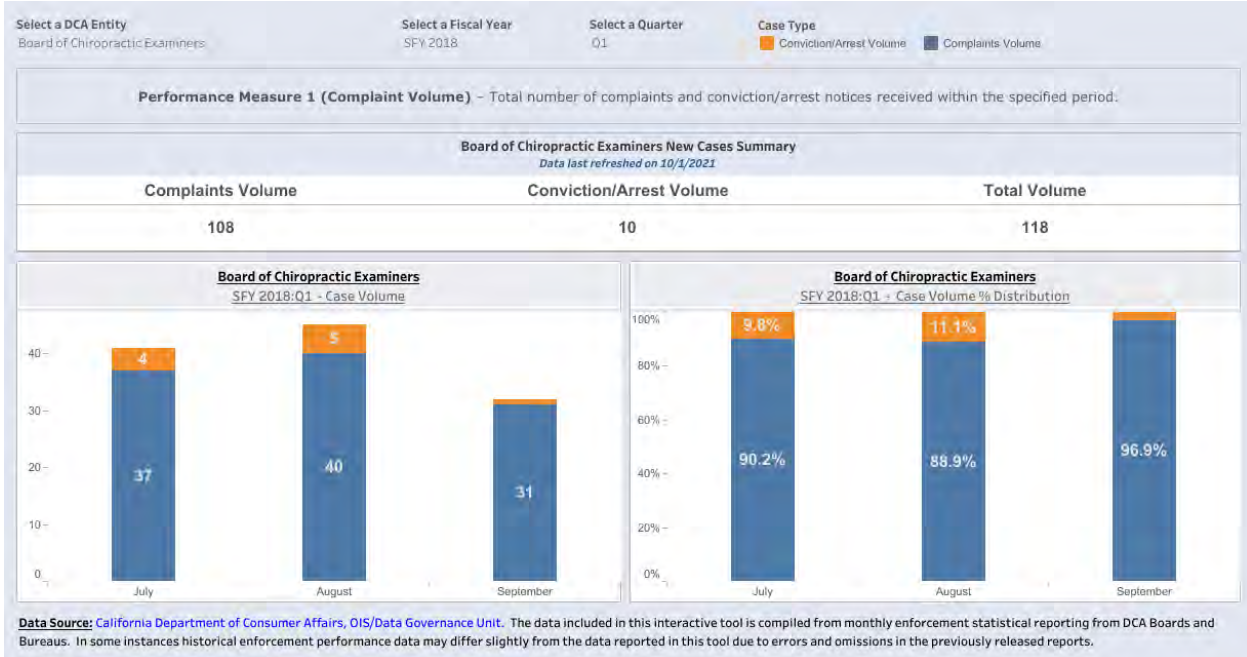 Select a DCA Entity
Board of Chiropractic Examiners
Select a Fiscal Year
SFY 2018
Select a Quarter
Q1
Case Type
Conviction/Arrest Volume
Complaints Volume
Performance Measure 1 (Complaint Volume) – Total number of complaints and conviction/arrest notices received within the specified period.
Board of Chiropractic Examiners New Cases Summary
Data last refreshed on 10/1/2021
Complaints Volume Conviction/Arrest Volume Total Volume
108 10 118
Board of Chiropractic Examiners
SFY 2018:Q1 - Case Volume
40
30
20
10
0
4
37
5
40
31
July August September
Board of Chiropractic Examiners
SFY 2018:Q1 - Case Volume % Distribution
100%
80%
60%
40%
20%
0%
9.8%
90.2%
11.1%
88.9%
96.9%
July August September
Data Source: California Department of Consumer Affairs, OIS/Data Governance Unit. The data included in this interactive tool is compiled from monthly enforcement statistical reporting from DCA Boards and
Bureaus. In some instances historical enforcement performance data may differ slightly from the data reported in this tool due to errors and omissions in the previously released reports.